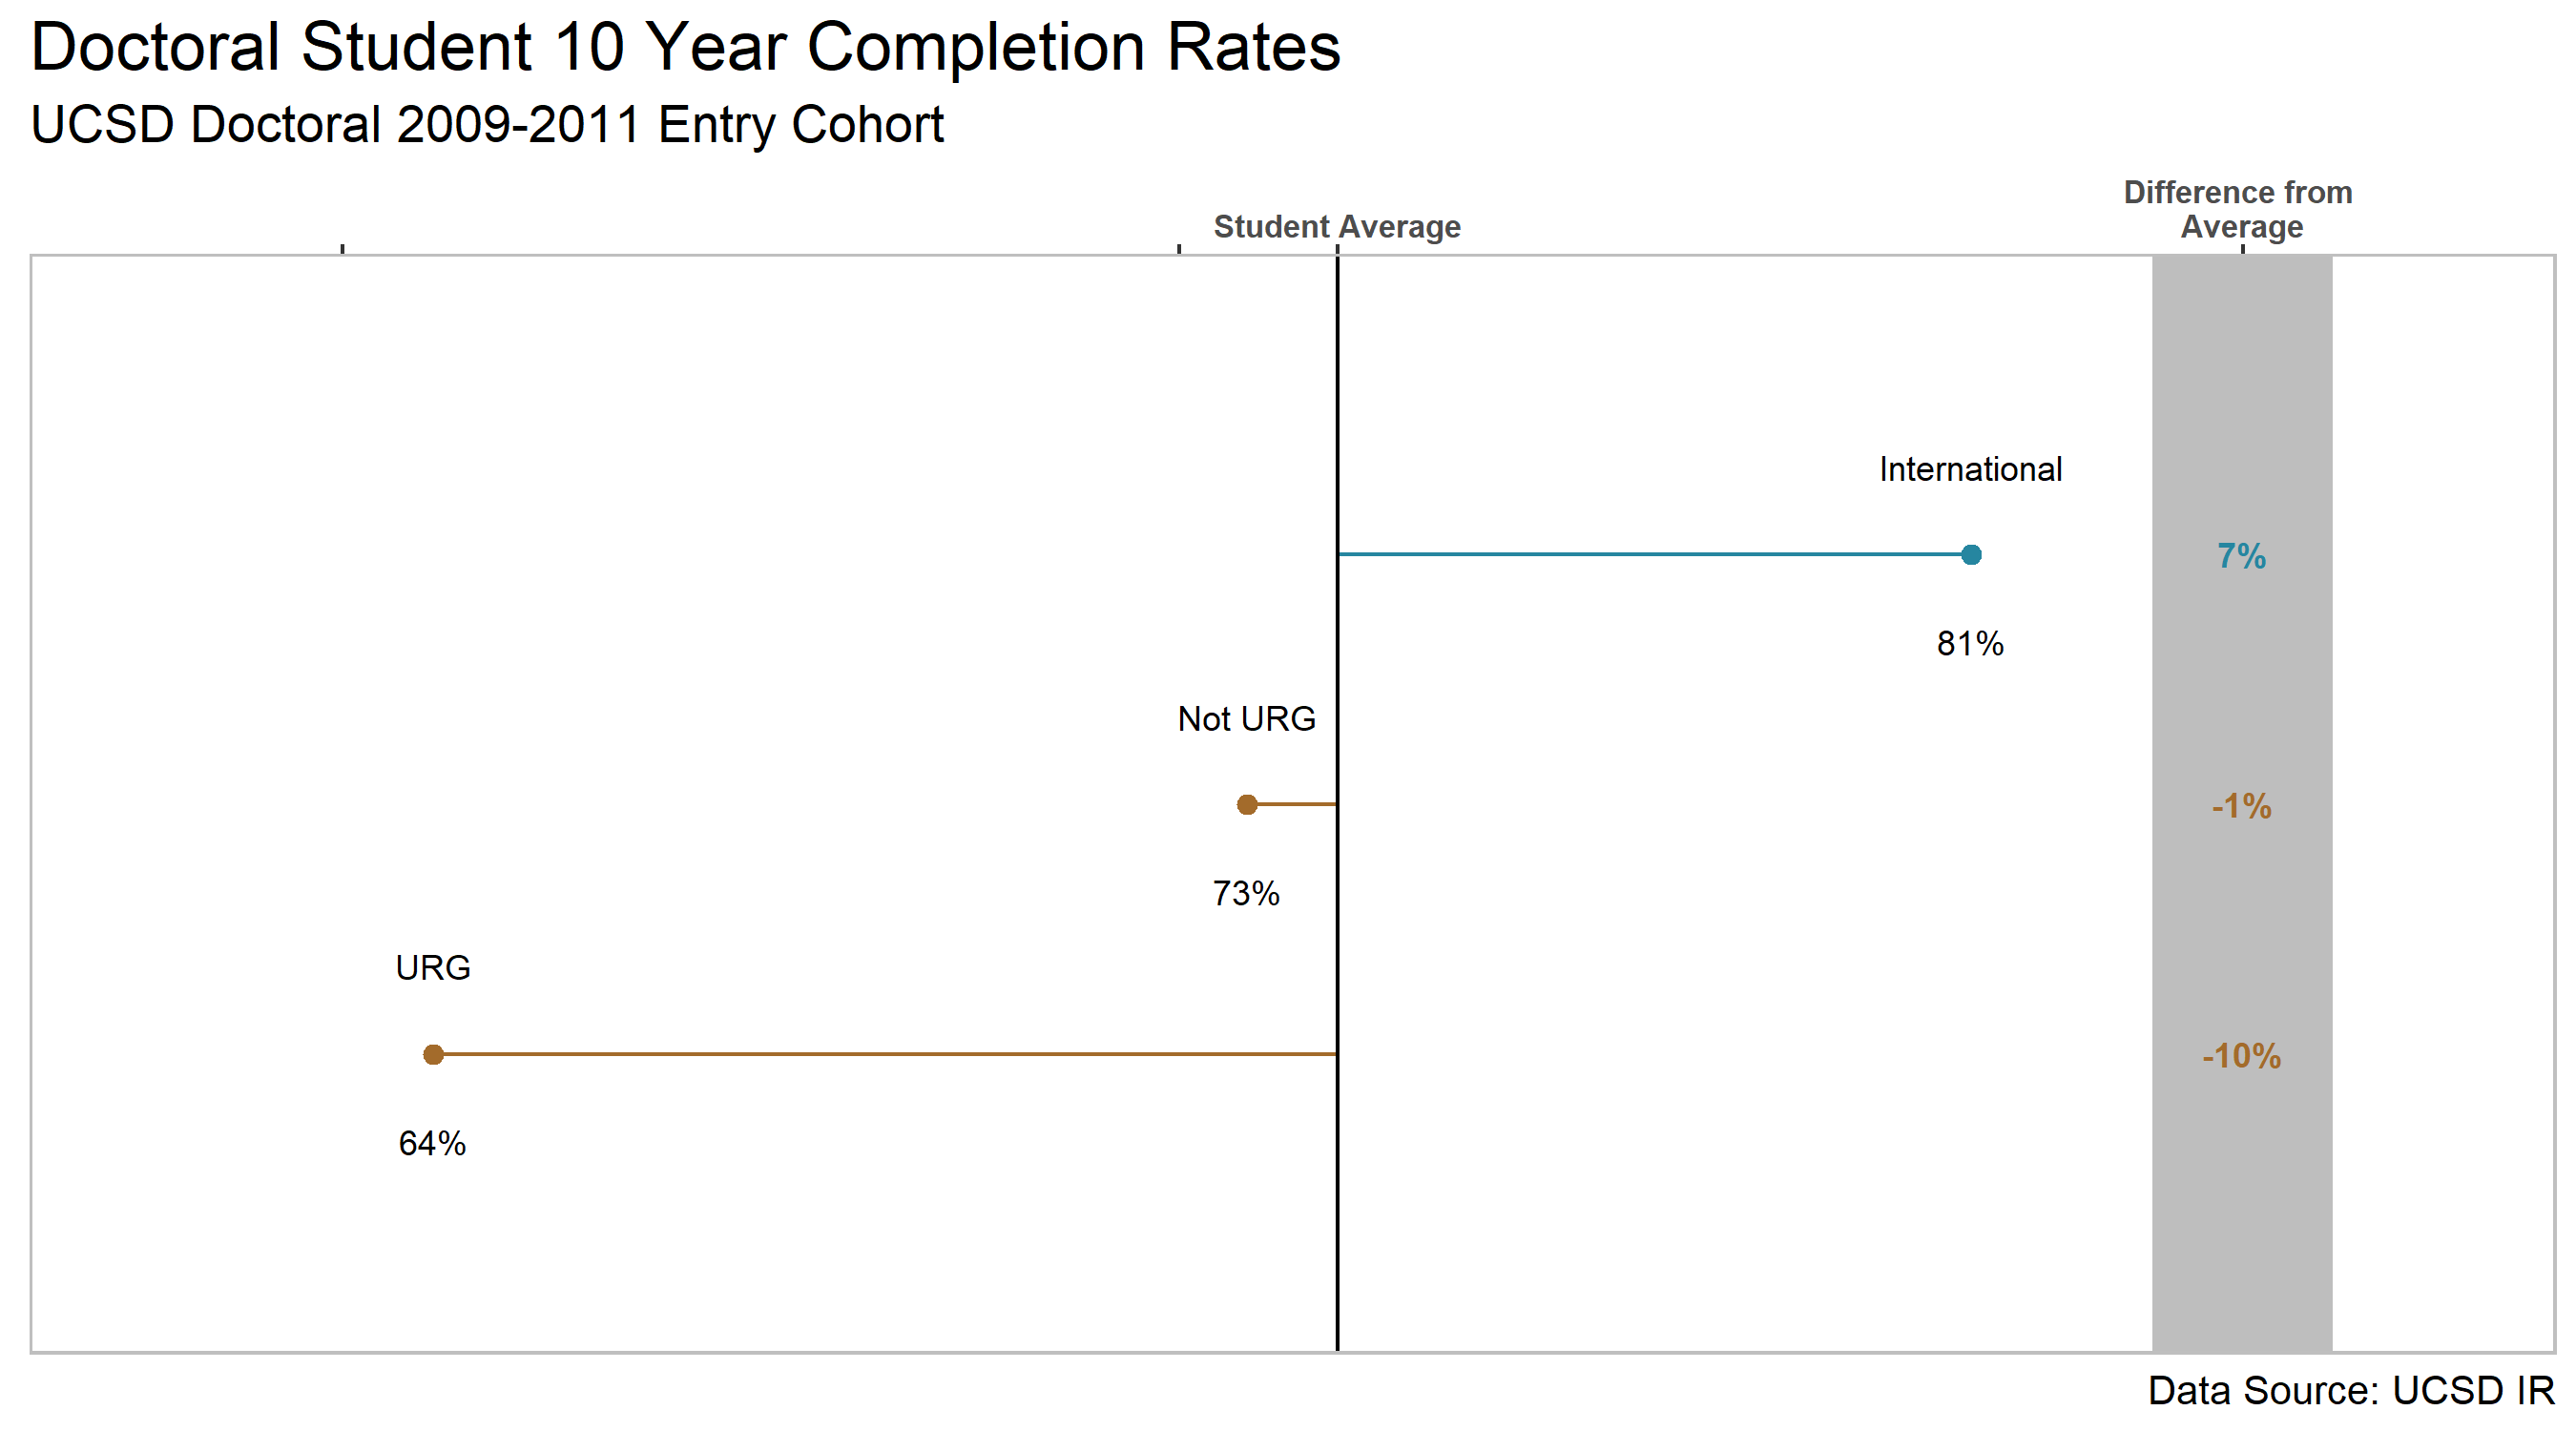 Doctoral Student 10 Year Completion Rates
UCSD Doctoral 2009-2011 Entry Cohort
Student Average
Difference from
Average
International
7%
81%
Not URG
-1%
73%
URG
-10%
64%
Data Source: UCSD IR